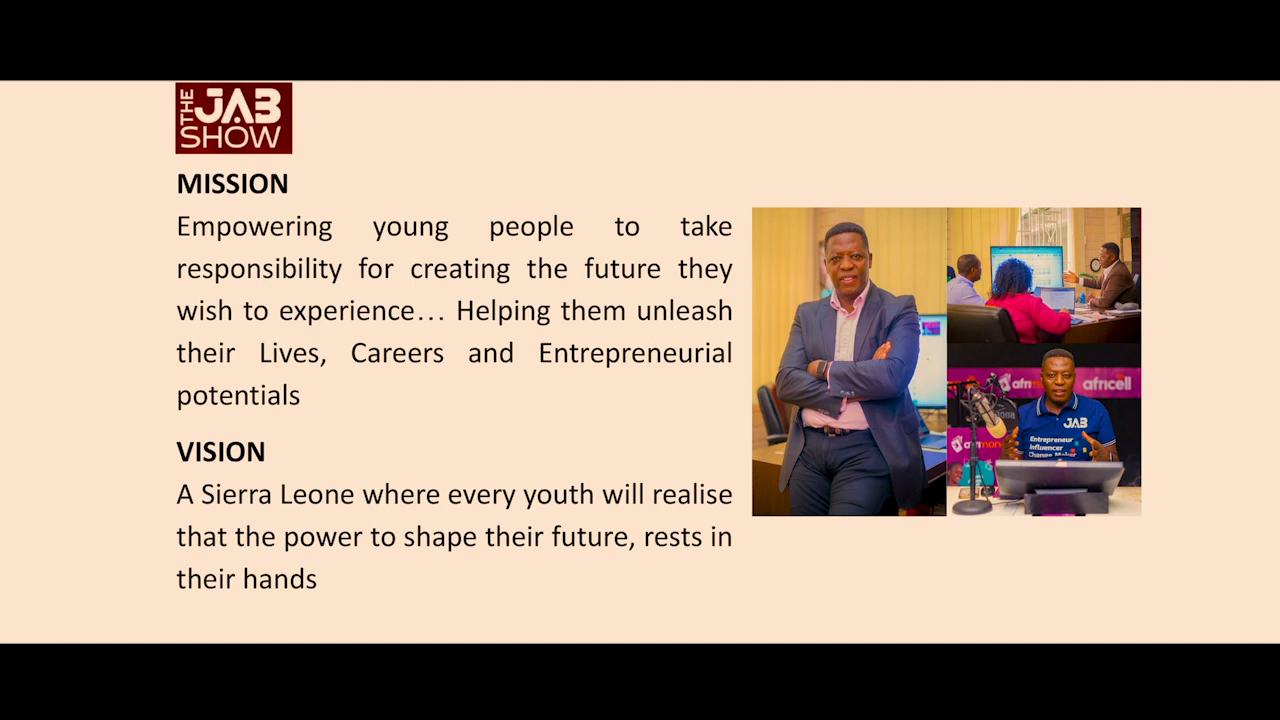 THE JAB
SHOW
MISSION
Empowering young people to take
responsibility for creating the future they
wish to experience… Helping them unleash
their Lives, Careers and Entrepreneurial
potentials
VISION
A Sierra Leone where every youth will realise
that the power to shape their future, rests in
their hands
africell
JAB
Entrepreneur
Influencer
Change Maker